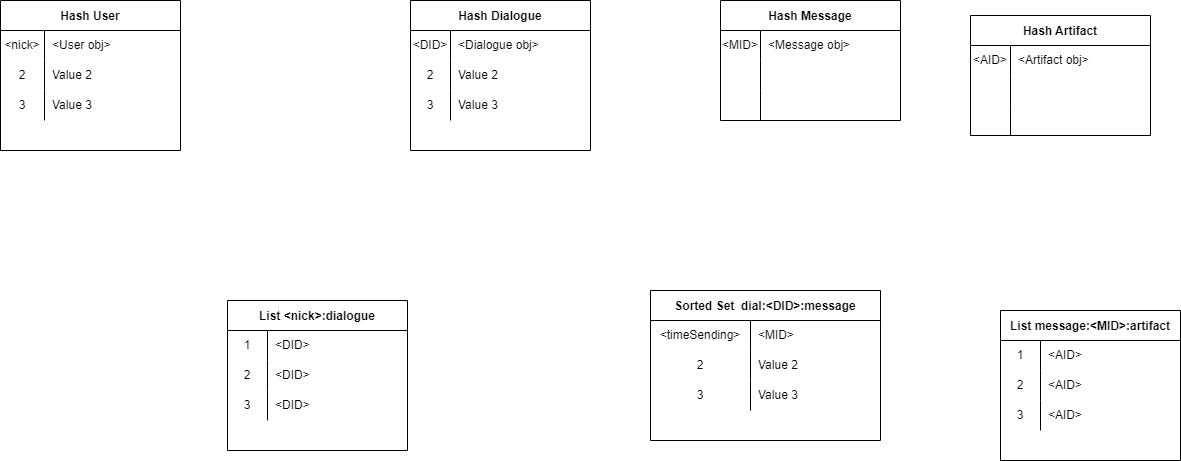 Hash User
<nick> <User obj>
2 Value 2
3 Value 3
Hash Dialogue
<DID> <Dialogue obj>
2 Value 2
3 Value 3
Hash Message
<MID> <Message obj>
Hash Artifact
<AID> <Artifact obj>
List <nick>:dialogue
1 <DID>
2 <DID>
3 <DID>
Sorted Set dial:<DID>:message
<timeSending> <MID>
2 Value 2
3 Value 3
List message:<MID>:artifact
1 <AID>
2 <AID>
3 <AID>